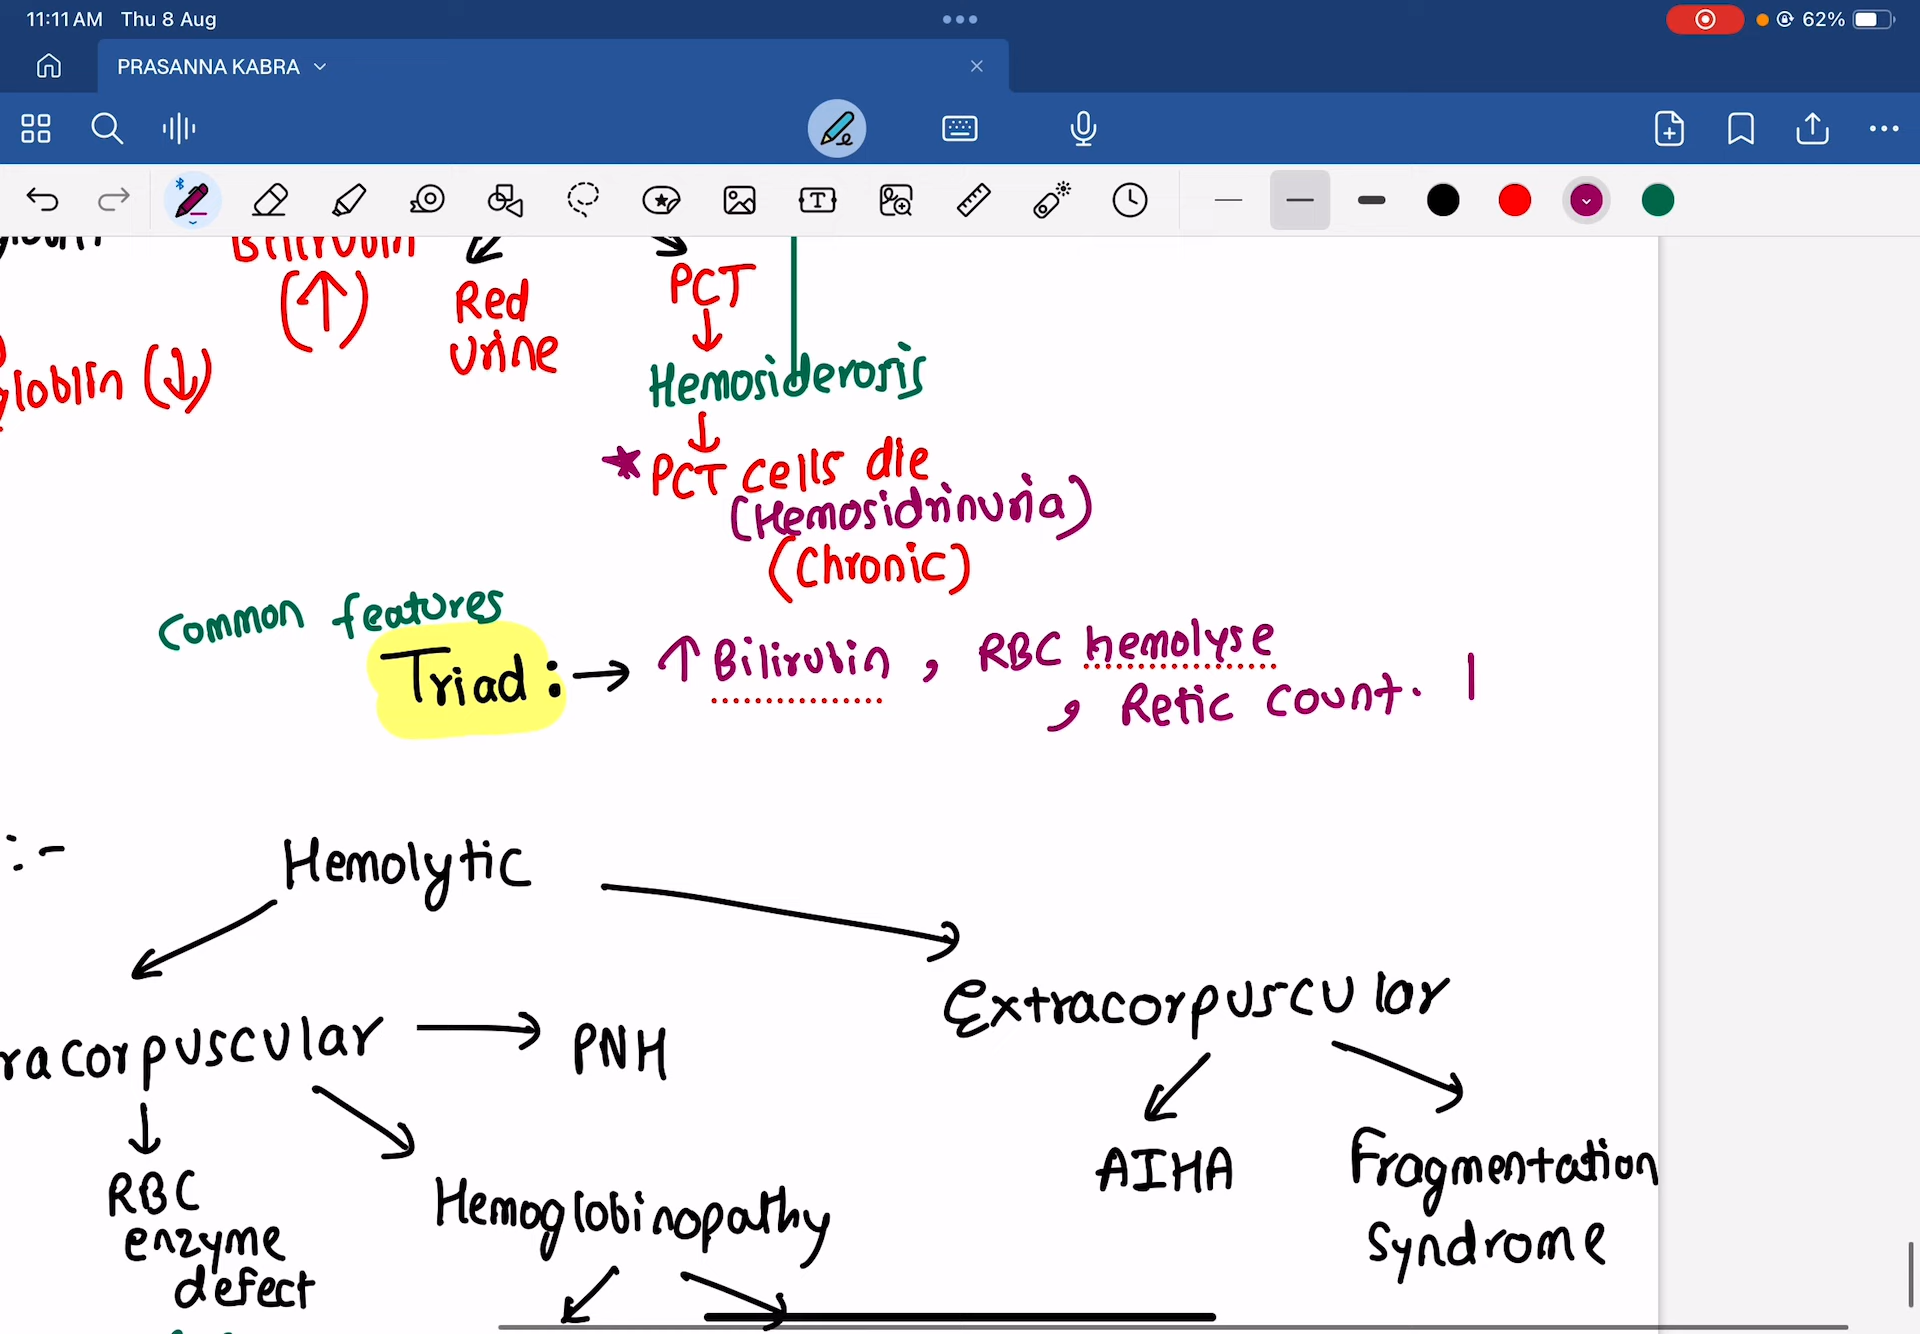 11:11 AM Thu 8 Aug
62%
PRASANNA KABRA
Red
urine
(↑)
PCT
↓
loblin (↓)
Hemosiderosis
↓
★ PCT cells die
(Hemosidrinuria)
(Chronic)
Common features
Triad :→ ↑ Bilirubin , RBC hemolyse
, Retic count.
:-
Hemolytic
Extracorpuscular
racorpuscular → PNH
AIHA
Fragmentation
syndrome
RBC
enzyme
defect
Hemoglobinopathy